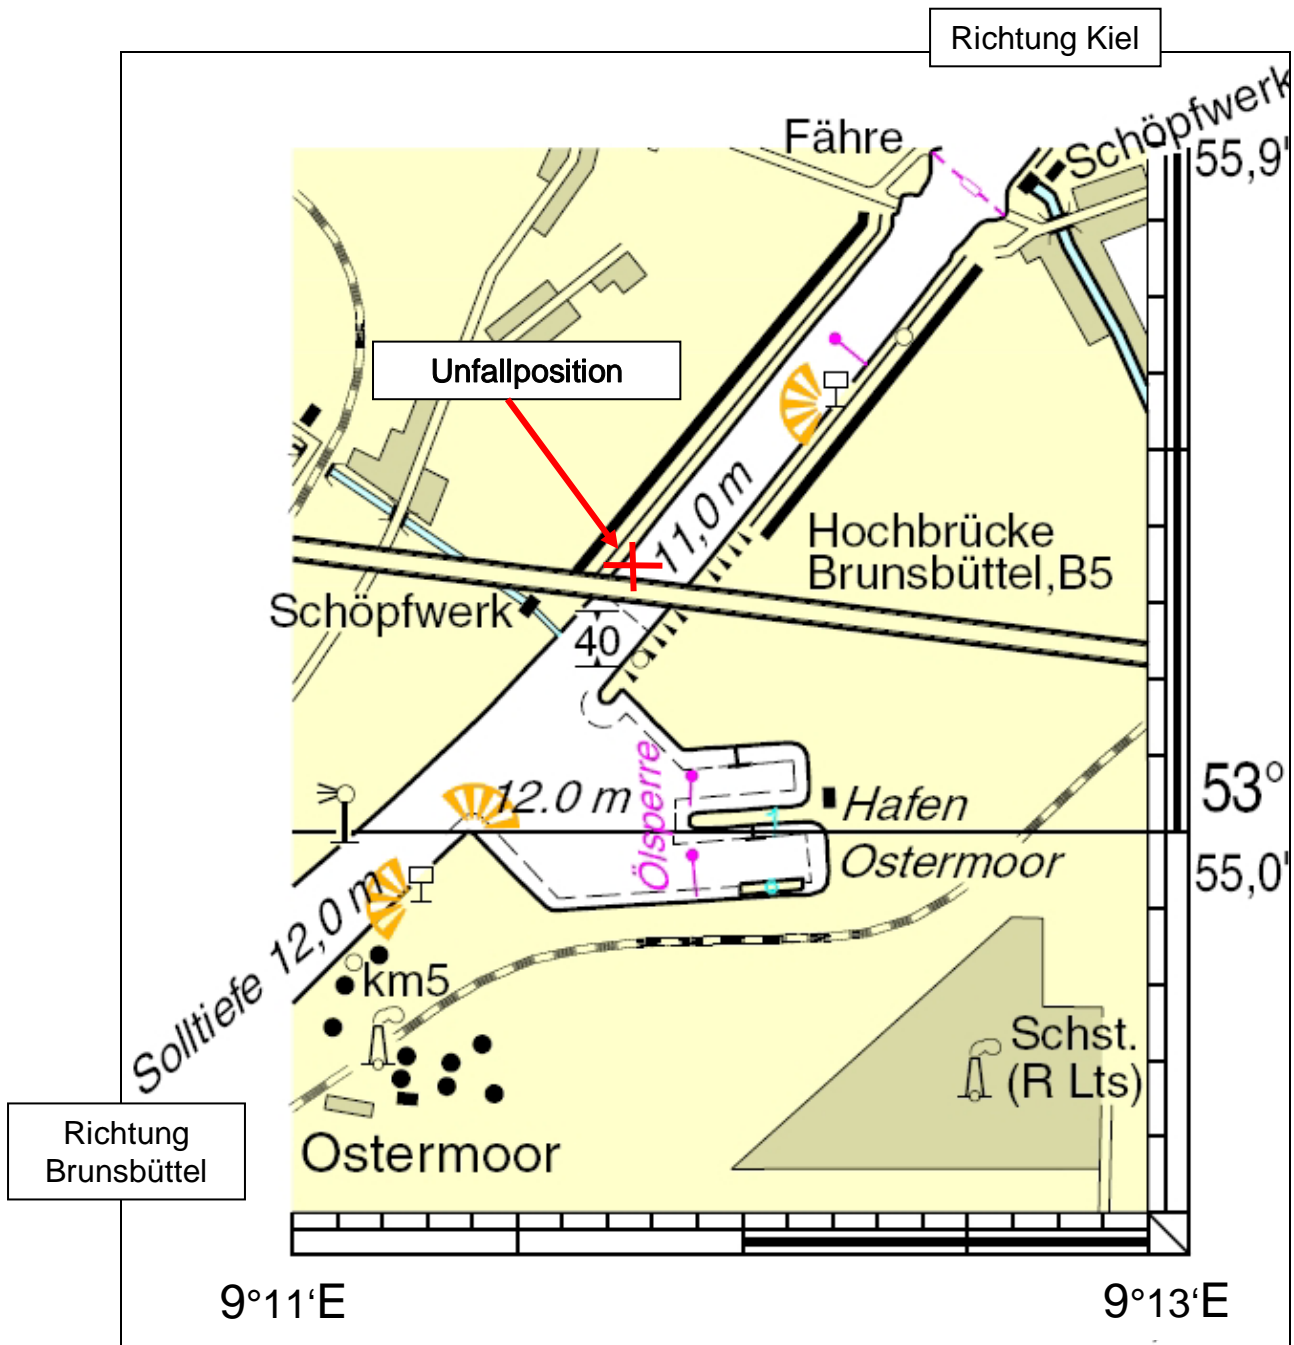 Richtung Kiel
Schöpfwerk
Fähre
55,9'
Unfallposition
11,0 m
Hochbrücke
Brunsbüttel,B5
Schöpfwerk
40
Ölsperre
12.0 m
53°
Hafen
Ostermoor
55,0'
Solltiefe 12,0 m
km5
Schst.
(R Lts)
Richtung
Brunsbüttel
Ostermoor
9°11‘E
9°13‘E